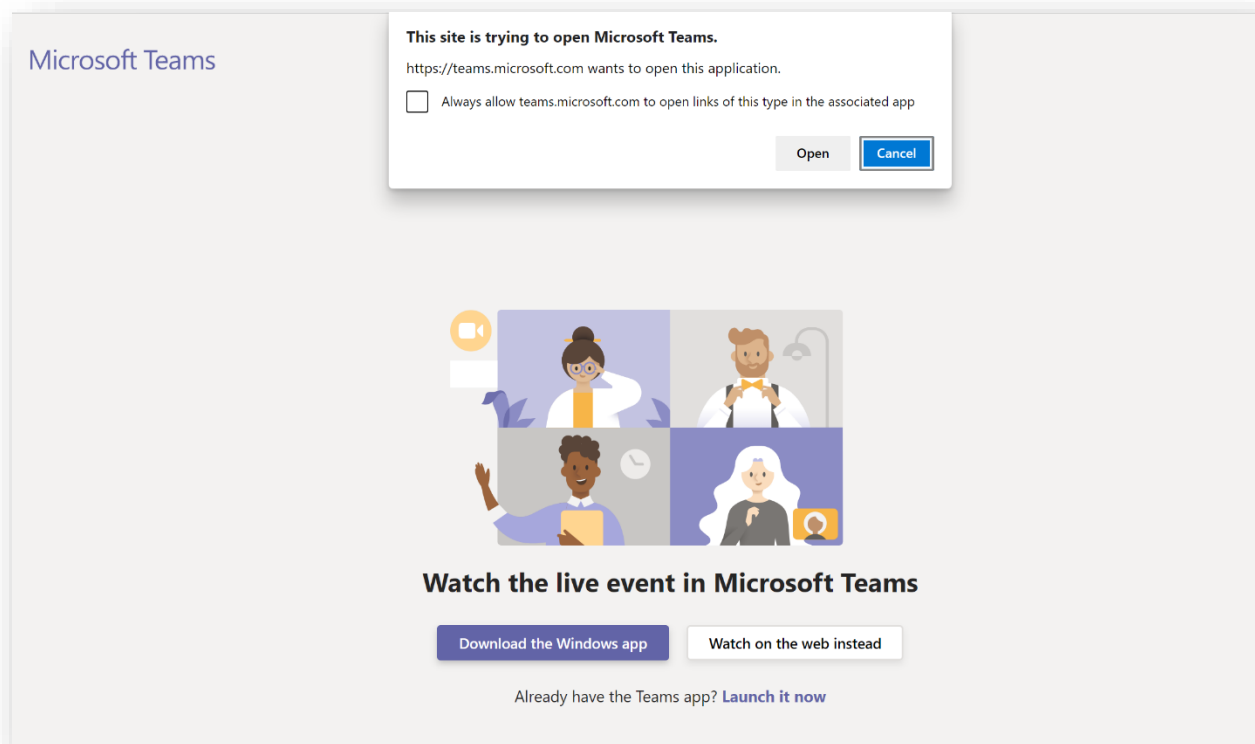 Microsoft Teams
This site is trying to open Microsoft Teams.
https://teams.microsoft.com wants to open this application.
Always allow teams.microsoft.com to open links of this type in the associated app
Open
Cancel
Watch the live event in Microsoft Teams
Download the Windows app
Watch on the web instead
Already have the Teams app? Launch it now